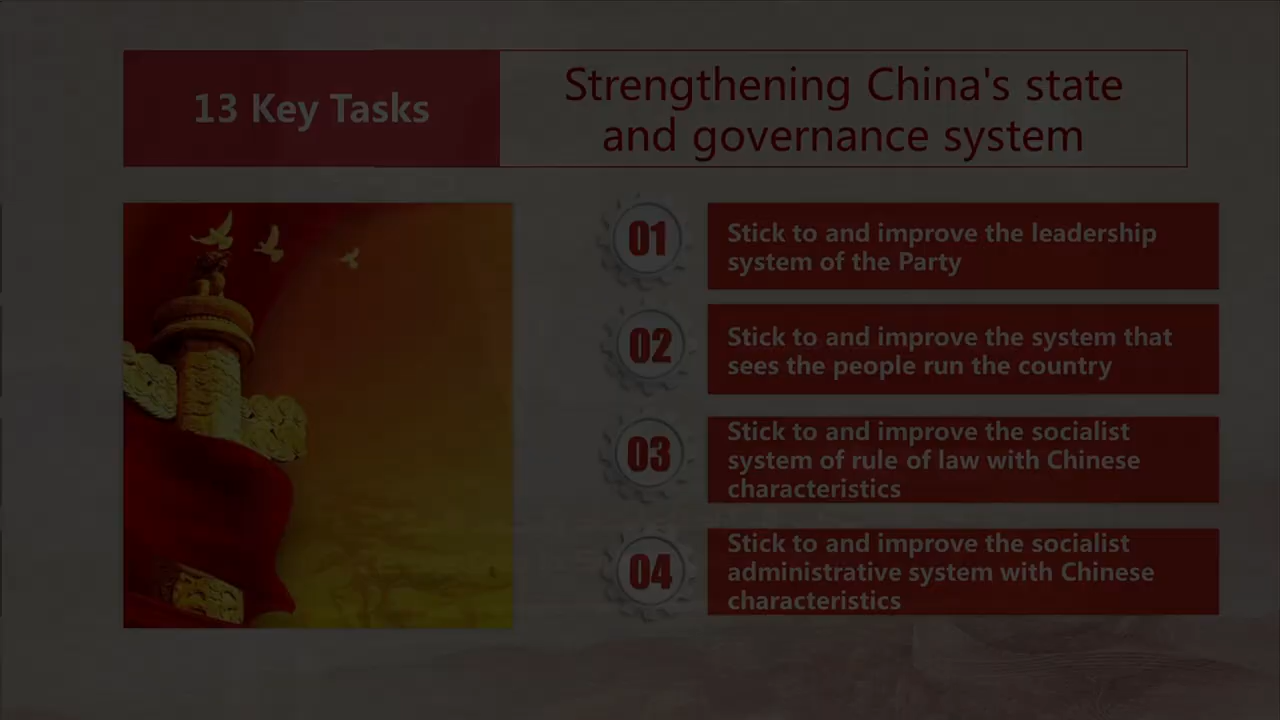 13 Key Tasks
Strengthening China's state
and governance system
01
Stick to and improve the leadership
system of the Party
02
Stick to and improve the system that
sees the people run the country
03
Stick to and improve the socialist
system of rule of law with Chinese
characteristics
04
Stick to and improve the socialist
administrative system with Chinese
characteristics